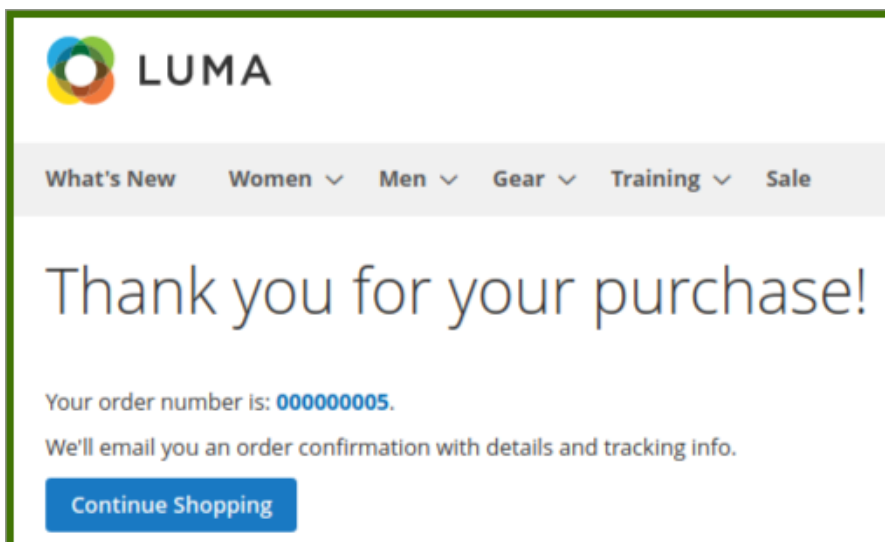 LUMA
What's New Women Men Gear Training Sale
Thank you for your purchase!
Your order number is: 000000005.
We'll email you an order confirmation with details and tracking info.
Continue Shopping